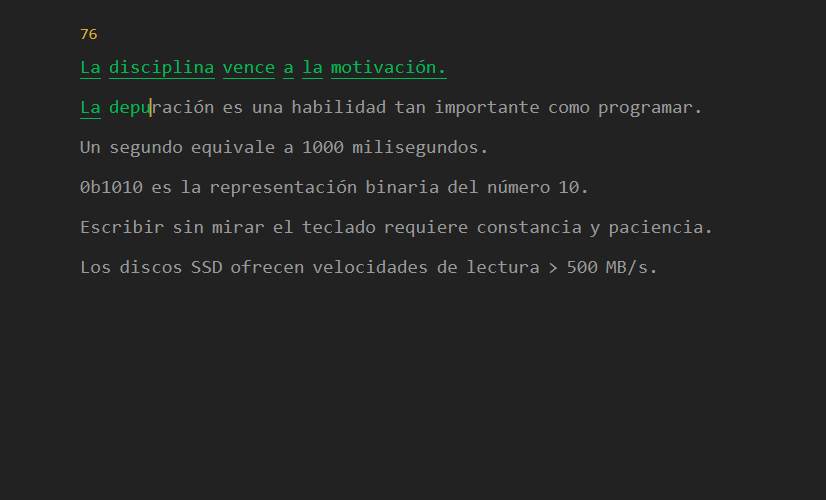 76
La disciplina vence a la motivación.
La depuración es una habilidad tan importante como programar.
Un segundo equivale a 1000 milisegundos.
0b1010 es la representación binaria del número 10.
Escribir sin mirar el teclado requiere constancia y paciencia.
Los discos SSD ofrecen velocidades de lectura > 500 MB/s.